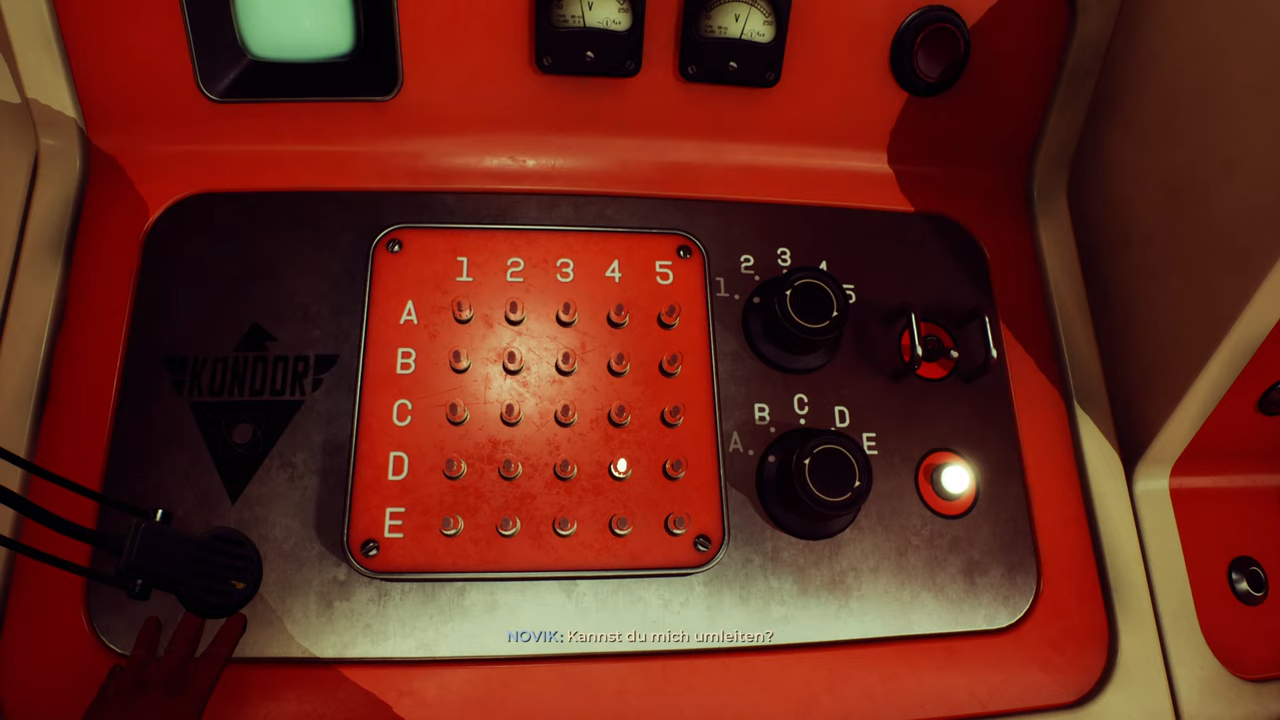 V
V
1 2 3 4 5
A
B
C
D
E
1 2 3 4 5
A B C D E
KONDOR
NOVIK: Kannst du mich umleiten?